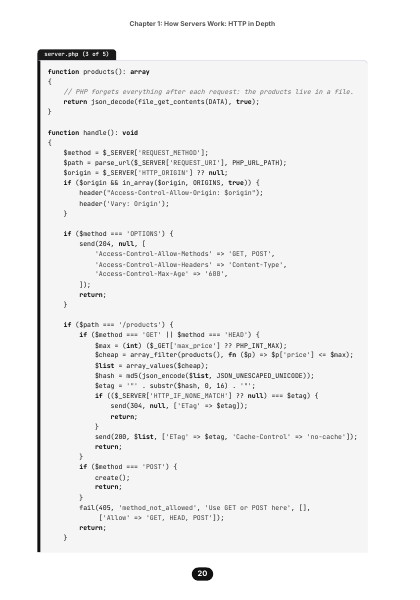 Chapter 1: How Servers Work: HTTP in Depth
server.php (3 of 5)
function products(): array
{
    // PHP forgets everything after each request: the products live in a file.
    return json_decode(file_get_contents(DATA), true);
}

function handle(): void
{
    $method = $_SERVER['REQUEST_METHOD'];
    $path = parse_url($_SERVER['REQUEST_URI'], PHP_URL_PATH);
    $origin = $_SERVER['HTTP_ORIGIN'] ?? null;
    if ($origin && in_array($origin, ORIGINS, true)) {
        header("Access-Control-Allow-Origin: $origin");
        header('Vary: Origin');
    }

    if ($method === 'OPTIONS') {
        send(204, null, [
            'Access-Control-Allow-Methods' => 'GET, POST',
            'Access-Control-Allow-Headers' => 'Content-Type',
            'Access-Control-Max-Age' => '600',
        ]);
        return;
    }

    if ($path === '/products') {
        if ($method === 'GET' || $method === 'HEAD') {
            $max = (int) ($_GET['max_price'] ?? PHP_INT_MAX);
            $cheap = array_filter(products(), fn ($p) => $p['price'] <= $max);
            $list = array_values($cheap);
            $hash = md5(json_encode($list, JSON_UNESCAPED_UNICODE));
            $etag = '"' . substr($hash, 0, 16) . '"';
            if (($_SERVER['HTTP_IF_NONE_MATCH'] ?? null) === $etag) {
                send(304, null, ['ETag' => $etag]);
                return;
            }
            send(200, $list, ['ETag' => $etag, 'Cache-Control' => 'no-cache']);
            return;
        }
        if ($method === 'POST') {
            create();
            return;
        }
        fail(405, 'method_not_allowed', 'Use GET or POST here', [],
             ['Allow' => 'GET, HEAD, POST']);
        return;
    }
20